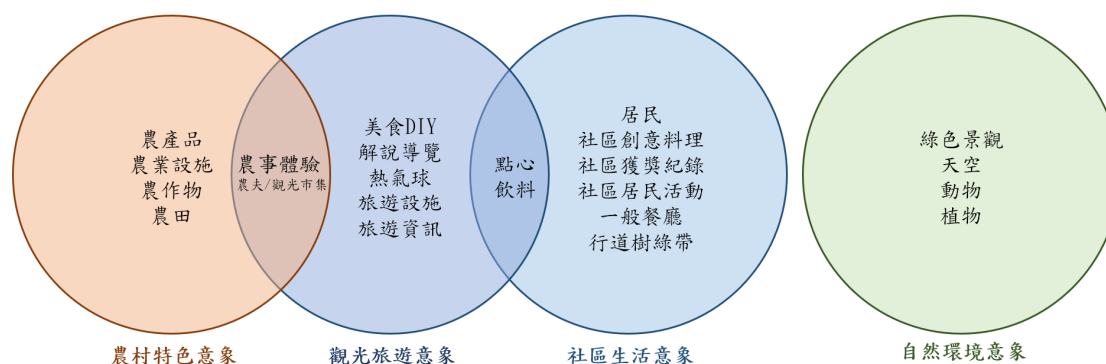 農產品
農業設施
農作物
農田
農事體驗
農夫/觀光市集
美食DIY
解說導覽
熱氣球
旅遊設施
旅遊資訊
點心
飲料
居民
社區創意料理
社區獲獎紀錄
社區居民活動
一般餐廳
行道樹綠帶
綠色景觀
天空
動物
植物
農村特色意象
觀光旅遊意象
社區生活意象
自然環境意象